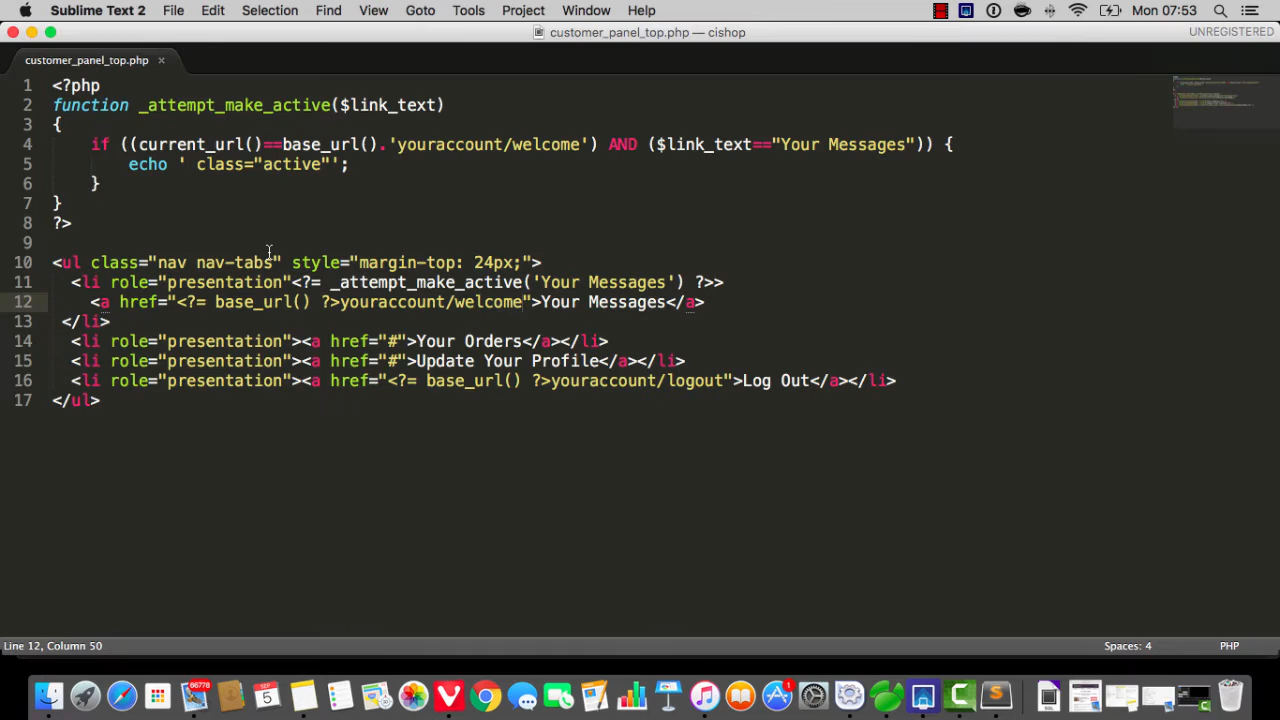 Sublime Text 2 File Edit Selection Find View Goto Tools Project Window Help Mon 07:53
customer_panel_top.php — cishop UNREGISTERED
customer_panel_top.php ×
1 <?php
2 function _attempt_make_active($link_text)
3 {
4 if ((current_url()==base_url().'youraccount/welcome') AND ($link_text=="Your Messages")) {
5 echo ' class="active"';
6 }
7 }
8 ?>
9
10 <ul class="nav nav-tabs" style="margin-top: 24px;">
11 <li role="presentation"<?= _attempt_make_active('Your Messages') ?>>
12 <a href="<?= base_url() ?>youraccount/welcome">Your Messages</a>
13 </li>
14 <li role="presentation"><a href="#">Your Orders</a></li>
15 <li role="presentation"><a href="#">Update Your Profile</a></li>
16 <li role="presentation"><a href="<?= base_url() ?>youraccount/logout">Log Out</a></li>
17 </ul>
Line 12, Column 50 Spaces: 4 PHP
66778 SEP 5 1